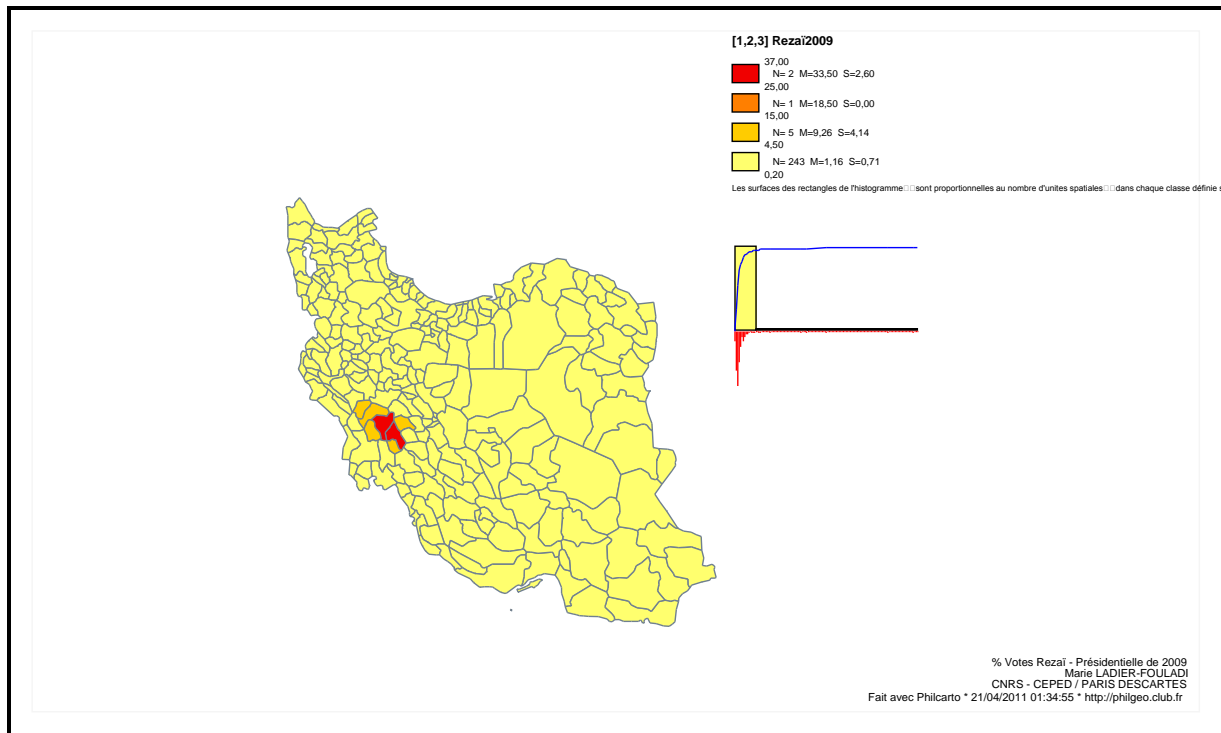 [1,2,3] Rezaï2009
37,00
N= 2 M=33,50 S=2,60
25,00
N= 1 M=18,50 S=0,00
15,00
N= 5 M=9,26 S=4,14
4,50
N= 243 M=1,16 S=0,71
0,20
Les surfaces des rectangles de l'histogramme□□sont proportionnelles au nombre d'unites spatiales□□dans chaque classe définie s
% Votes Rezaï - Présidentielle de 2009
Marie LADIER-FOULADI
CNRS - CEPED / PARIS DESCARTES
Fait avec Philcarto * 21/04/2011 01:34:55 * http://philgeo.club.fr